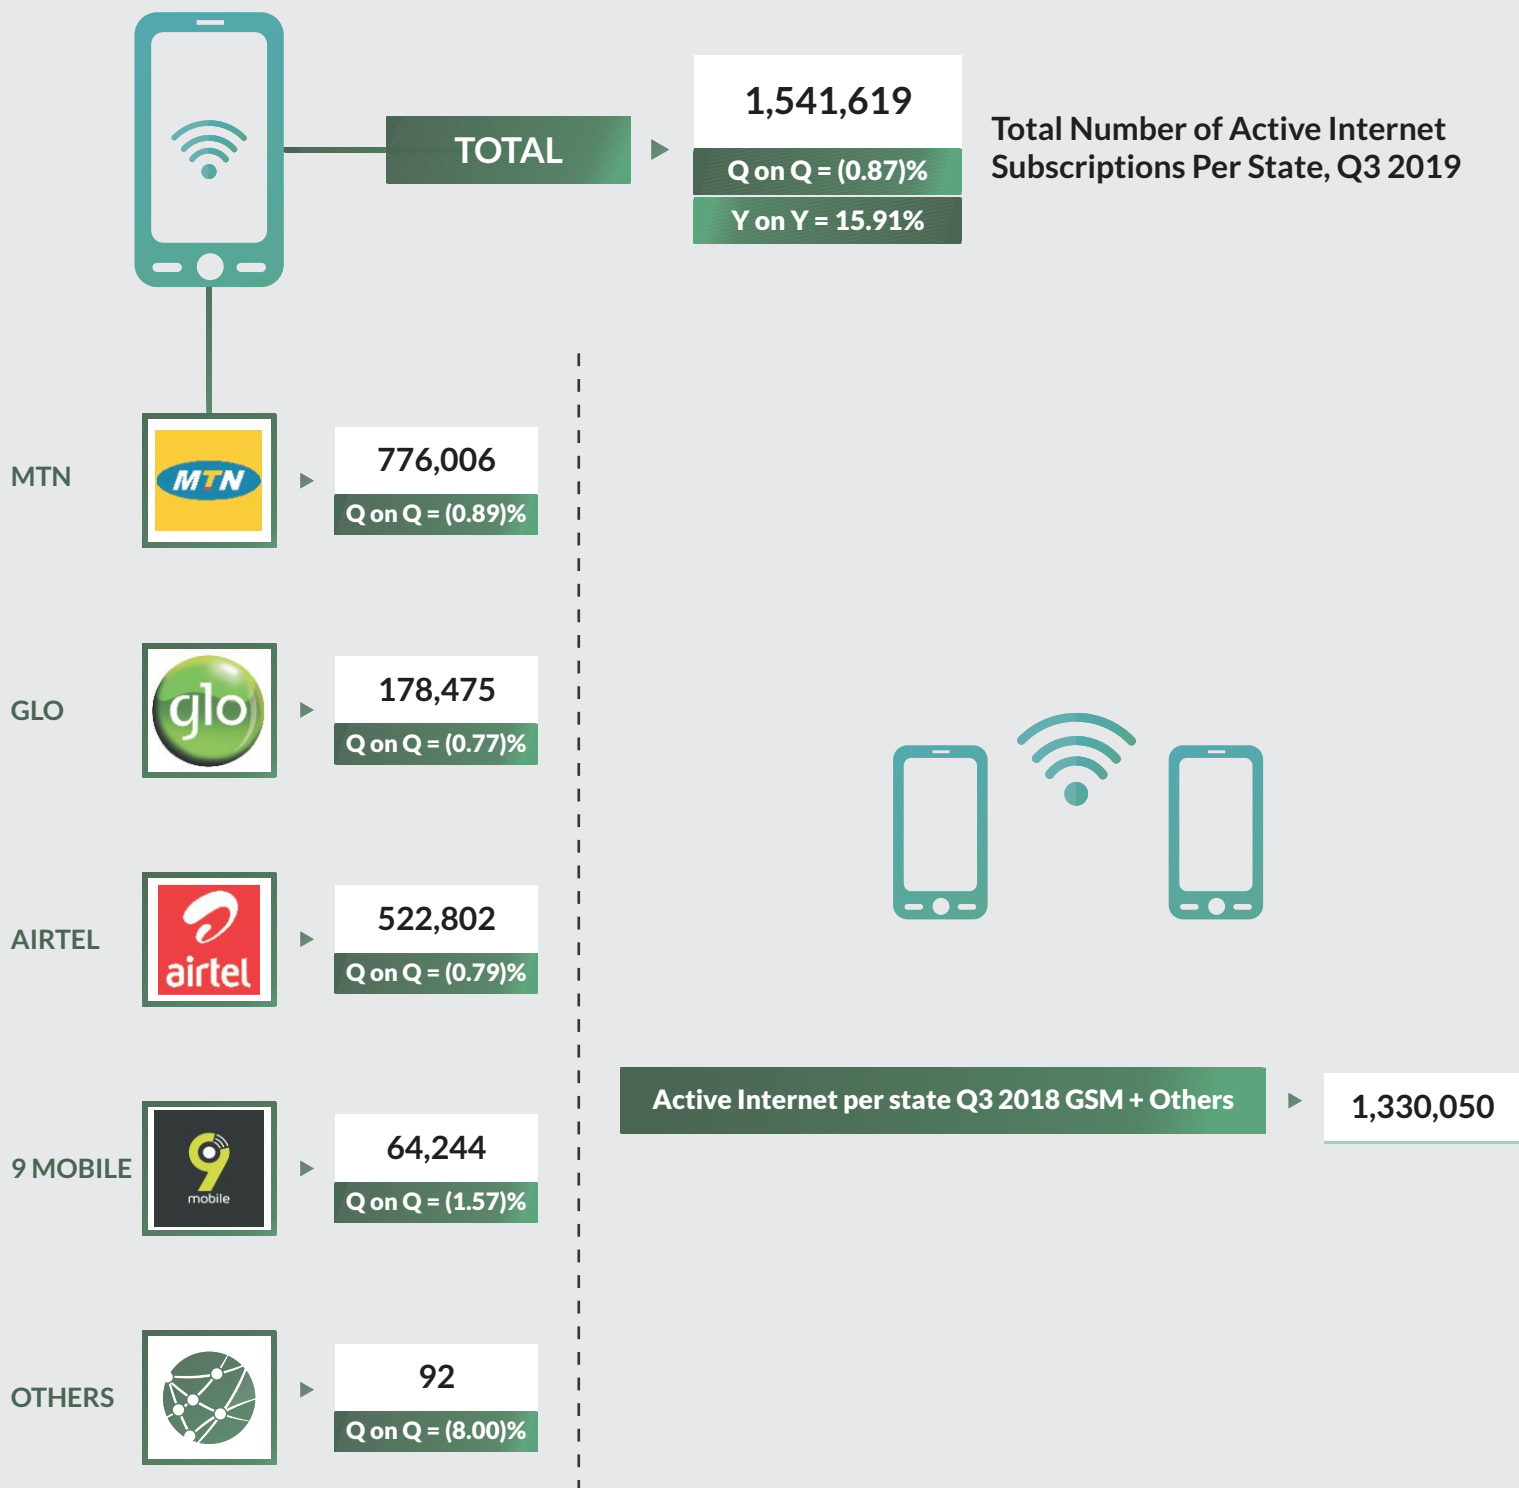 TOTAL
1,541,619
Q on Q = (0.87)%
Y on Y = 15.91%
Total Number of Active Internet
Subscriptions Per State, Q3 2019
MTN
MTN
776,006
Q on Q = (0.89)%
GLO
glo
178,475
Q on Q = (0.77)%
AIRTEL
airtel
522,802
Q on Q = (0.79)%
Active Internet per state Q3 2018 GSM + Others
1,330,050
9 MOBILE
9
mobile
64,244
Q on Q = (1.57)%
OTHERS
92
Q on Q = (8.00)%